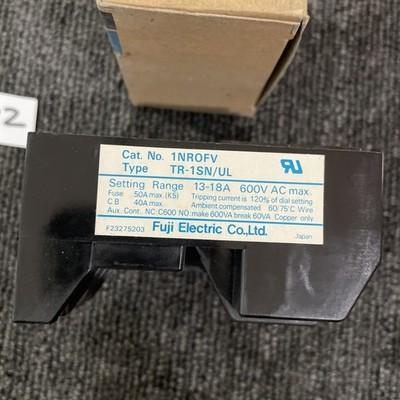 Cat. No. 1NROFV
Type TR-1SN/UL
Setting Range 13-18A 600V AC max.
Fuse 50A max (K5) Tripping current is 120% of dial setting
C B 40A max. Ambient compensated 60/75°C Wire
Aux. Cont. NC:C600 NO:make 600VA break 60VA Copper only
F23275203 Fuji Electric Co.,Ltd. Japan
2